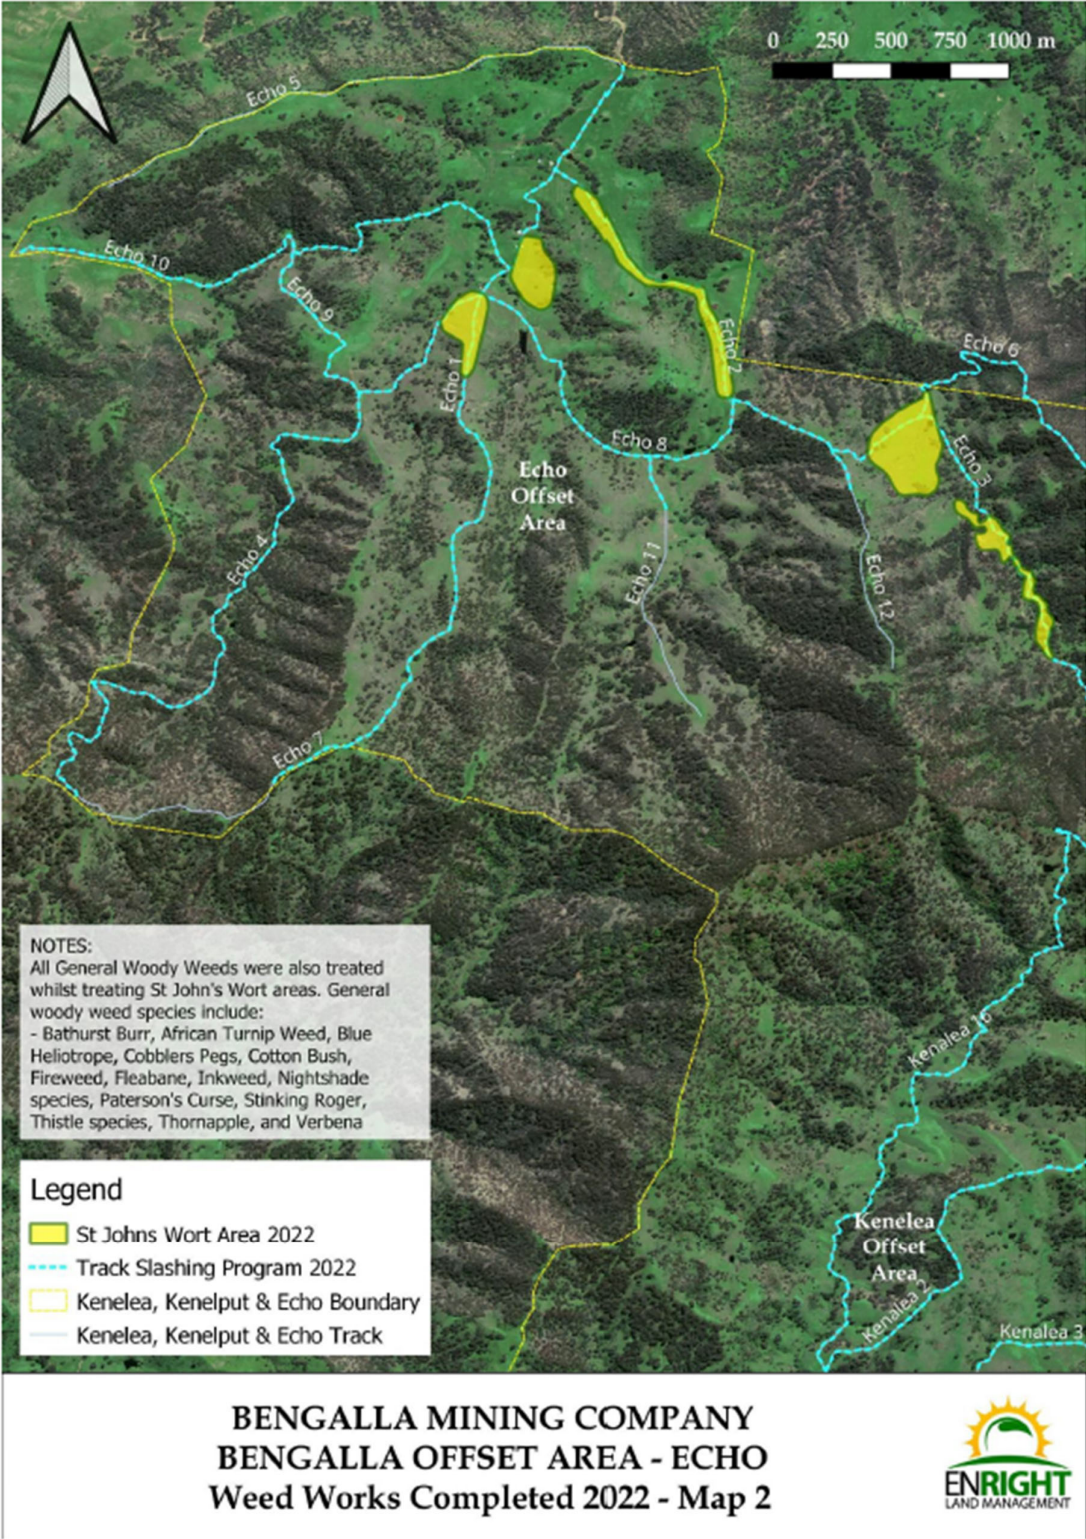 0 250 500 750 1000 m
Echo 5
Echo 10
Echo 9
Echo 1
Echo 2
Echo 6
Echo 8
Echo 3
Echo
Offset
Area
Echo 4
Echo 11
Echo 12
Echo 7
NOTES:
All General Woody Weeds were also treated
whilst treating St John's Wort areas. General
woody weed species include:
- Bathurst Burr, African Turnip Weed, Blue
Heliotrope, Cobblers Pegs, Cotton Bush,
Fireweed, Fleabane, Inkweed, Nightshade
species, Paterson's Curse, Stinking Roger,
Thistle species, Thornapple, and Verbena
Kenalea 16
Kenelea
Offset
Area
Kenalea 2
Kenalea 3
Legend
St Johns Wort Area 2022
Track Slashing Program 2022
Kenelea, Kenelput & Echo Boundary
Kenelea, Kenelput & Echo Track
BENGALLA MINING COMPANY
BENGALLA OFFSET AREA - ECHO
Weed Works Completed 2022 - Map 2
ENRIGHT
LAND MANAGEMENT